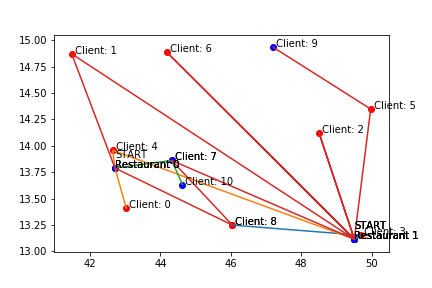 15.00
14.75
14.50
14.25
14.00
13.75
13.50
13.25
13.00
42
44
46
48
50
Client: 1
Client: 6
Client: 9
Client: 5
Client: 2
Client: 4
START
Client: 7
Restaurant 0
Client: 10
Client: 0
Client: 8
START
Client: 3
Restaurant 1